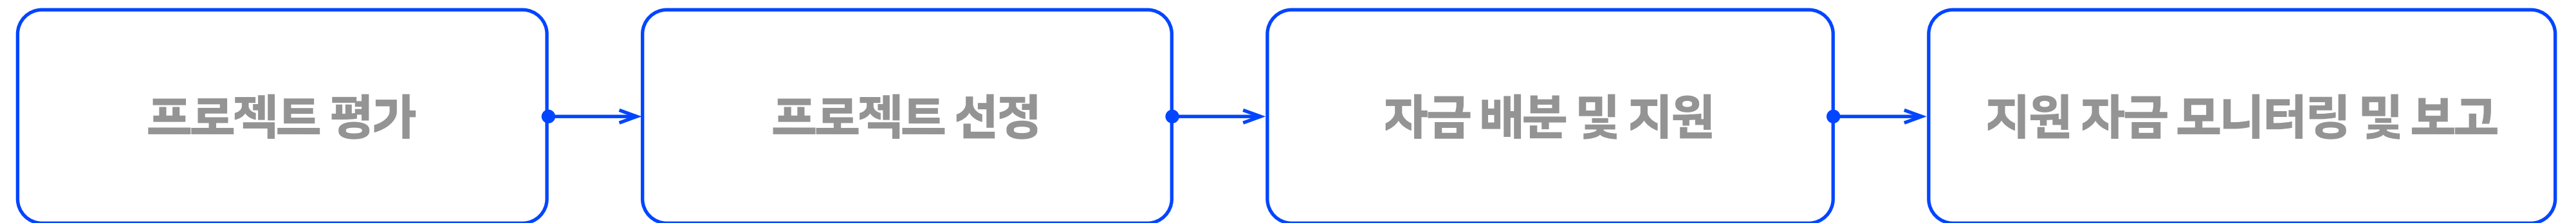 프로젝트 평가
프로젝트 선정
자금 배분 및 지원
지원 자금 모니터링 및 보고